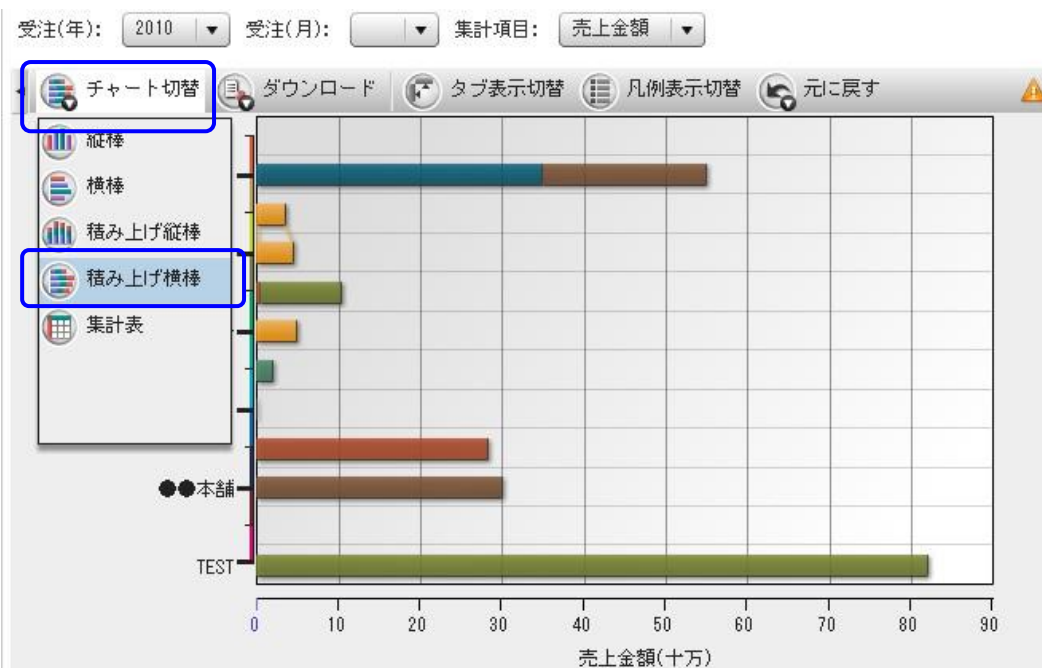 受注(年): 2010 受注(月): 集計項目: 売上金額
チャート切替 ダウンロード タブ表示切替 凡例表示切替 元に戻す
縦棒
横棒
積み上げ縦棒
積み上げ横棒
集計表
●●本舗
TEST
0 10 20 30 40 50 60 70 80 90
売上金額(十万)